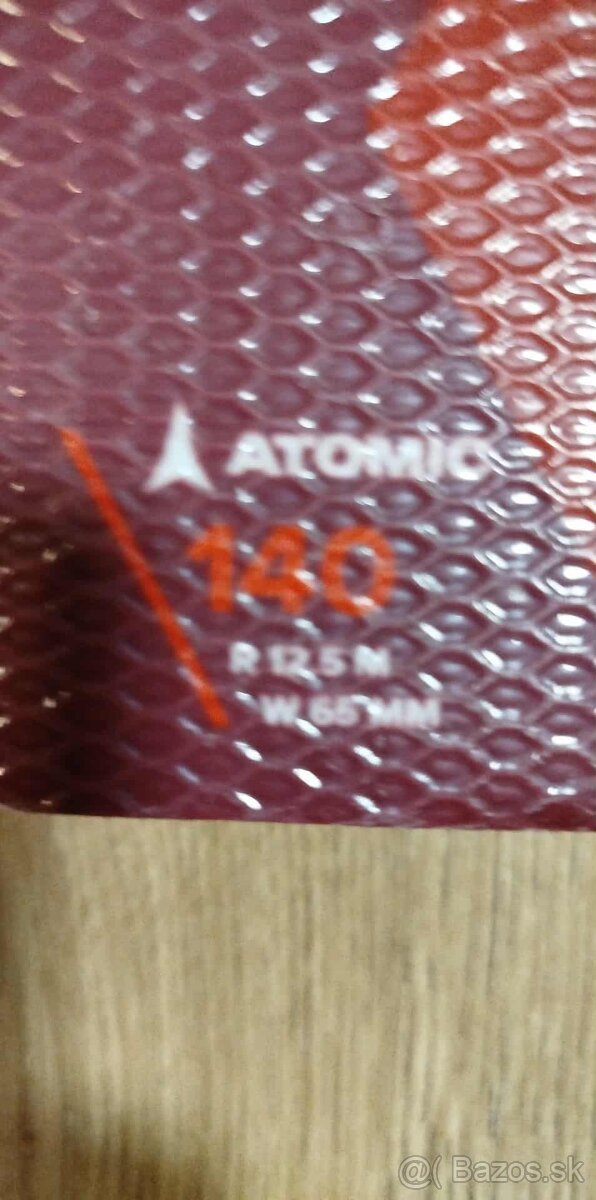 ATOMIC
140
R 12.5 M
W 65 MM
@( Bazos.sk